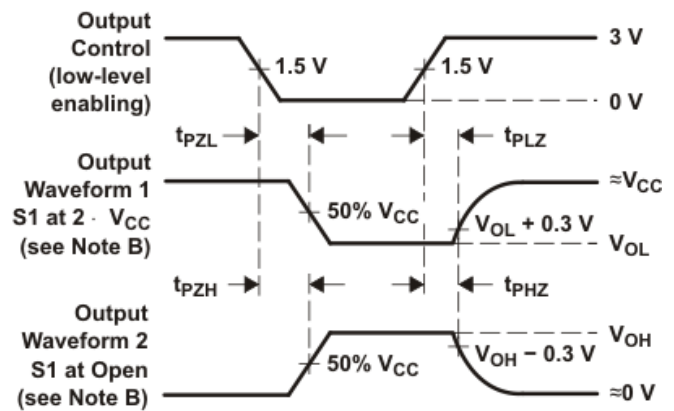 Output
Control
(low-level
enabling)
3 V
1.5 V
1.5 V
0 V
tPZL
tPLZ
Output
Waveform 1
S1 at 2 · VCC
(see Note B)
≈VCC
50% VCC
VOL + 0.3 V
VOL
tPZH
tPHZ
Output
Waveform 2
S1 at Open
(see Note B)
VOH
50% VCC
VOH − 0.3 V
≈0 V